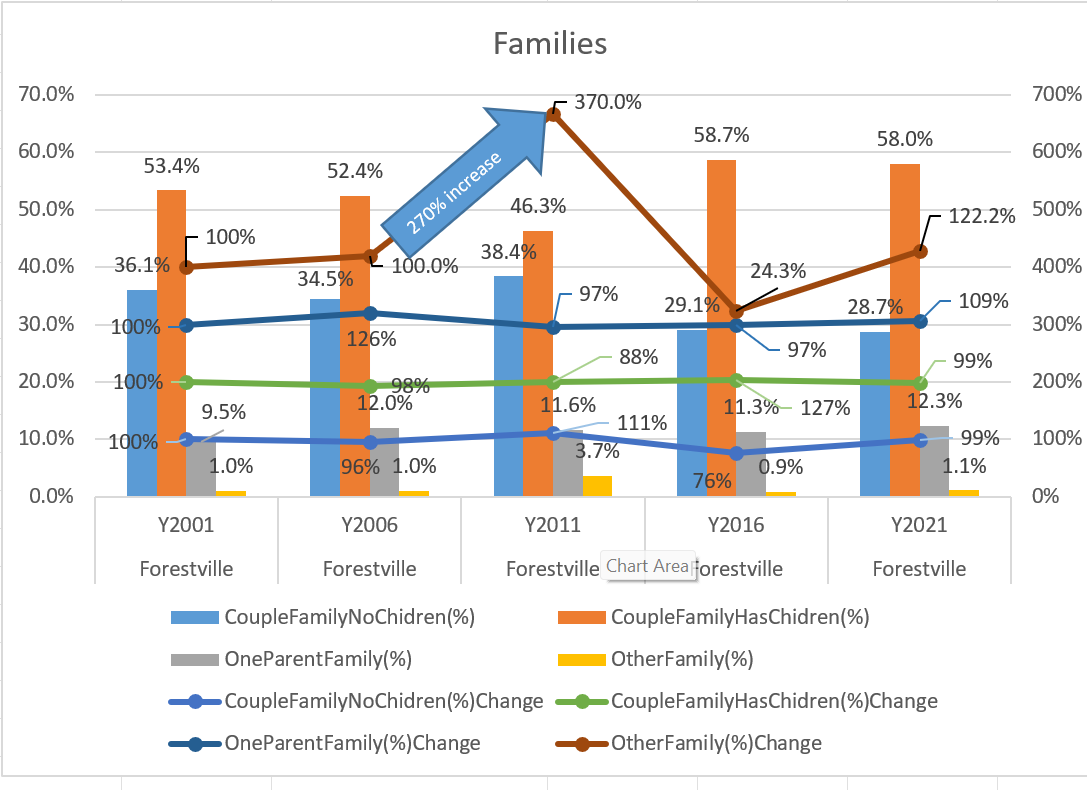 Families
70.0% 700%
370.0%
60.0% 58.7% 58.0% 600%
53.4% 52.4%
270% increase
50.0% 46.3% 122.2% 500%
100% 38.4%
40.0% 36.1% 34.5% 100.0% 24.3% 400%
97% 29.1% 28.7% 109%
30.0% 100% 126% 97% 300%
88% 99%
20.0% 100% 98% 127% 200%
9.5% 12.0% 11.6% 11.3% 12.3%
10.0% 100% 111% 99% 100%
1.0% 96% 1.0% 3.7% 76% 0.9% 1.1%
0.0% 0%
Y2001 Y2006 Y2011 Y2016 Y2021
Forestville Forestville Forestville Forestville Forestville
Chart Area
CoupleFamilyNoChidren(%) CoupleFamilyHasChidren(%)
OneParentFamily(%) OtherFamily(%)
CoupleFamilyNoChidren(%)Change CoupleFamilyHasChidren(%)Change
OneParentFamily(%)Change OtherFamily(%)Change